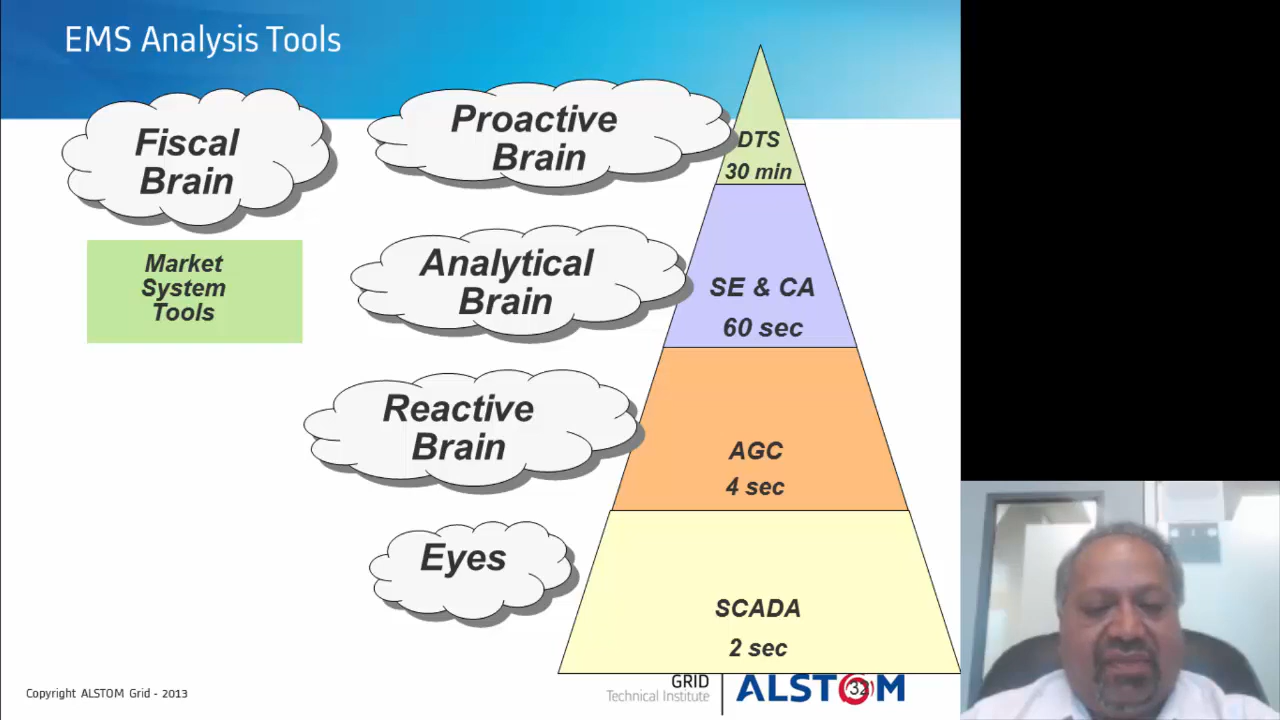 EMS Analysis Tools
Fiscal
Brain
Market
System
Tools
Proactive
Brain
DTS
30 min
Analytical
Brain
SE & CA
60 sec
Reactive
Brain
AGC
4 sec
Eyes
SCADA
2 sec
Copyright ALSTOM Grid - 2013
GRID
Technical Institute
ALSTOM
32